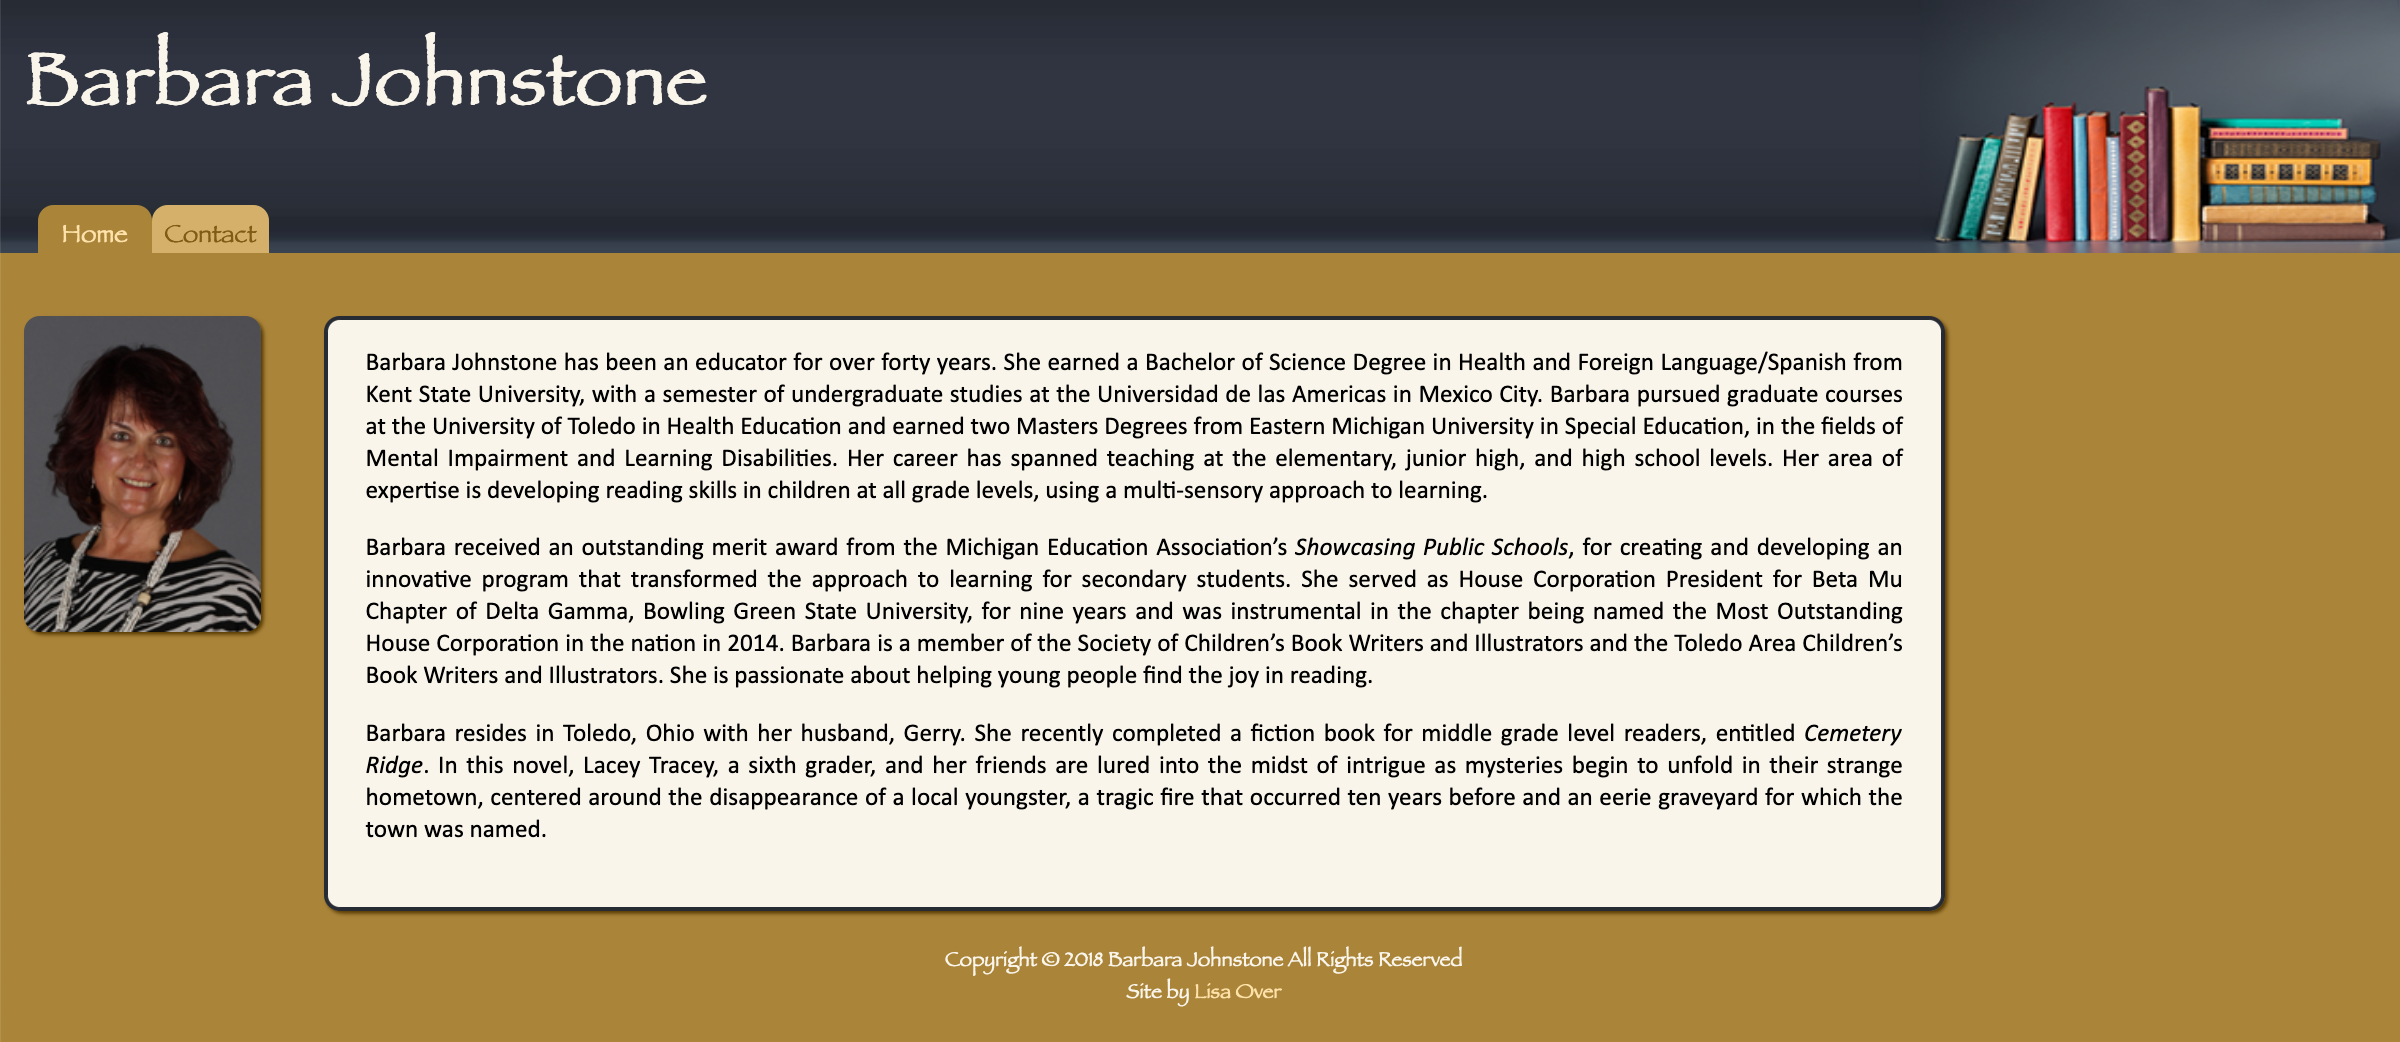 Barbara Johnstone
Home
Contact
Barbara Johnstone has been an educator for over forty years. She earned a Bachelor of Science Degree in Health and Foreign Language/Spanish from
Kent State University, with a semester of undergraduate studies at the Universidad de las Americas in Mexico City. Barbara pursued graduate courses
at the University of Toledo in Health Education and earned two Masters Degrees from Eastern Michigan University in Special Education, in the fields of
Mental Impairment and Learning Disabilities. Her career has spanned teaching at the elementary, junior high, and high school levels. Her area of
expertise is developing reading skills in children at all grade levels, using a multi-sensory approach to learning.
Barbara received an outstanding merit award from the Michigan Education Association’s Showcasing Public Schools, for creating and developing an
innovative program that transformed the approach to learning for secondary students. She served as House Corporation President for Beta Mu
Chapter of Delta Gamma, Bowling Green State University, for nine years and was instrumental in the chapter being named the Most Outstanding
House Corporation in the nation in 2014. Barbara is a member of the Society of Children’s Book Writers and Illustrators and the Toledo Area Children’s
Book Writers and Illustrators. She is passionate about helping young people find the joy in reading.
Barbara resides in Toledo, Ohio with her husband, Gerry. She recently completed a fiction book for middle grade level readers, entitled Cemetery
Ridge. In this novel, Lacey Tracey, a sixth grader, and her friends are lured into the midst of intrigue as mysteries begin to unfold in their strange
hometown, centered around the disappearance of a local youngster, a tragic fire that occurred ten years before and an eerie graveyard for which the
town was named.
Copyright © 2018 Barbara Johnstone All Rights Reserved
Site by Lisa Over